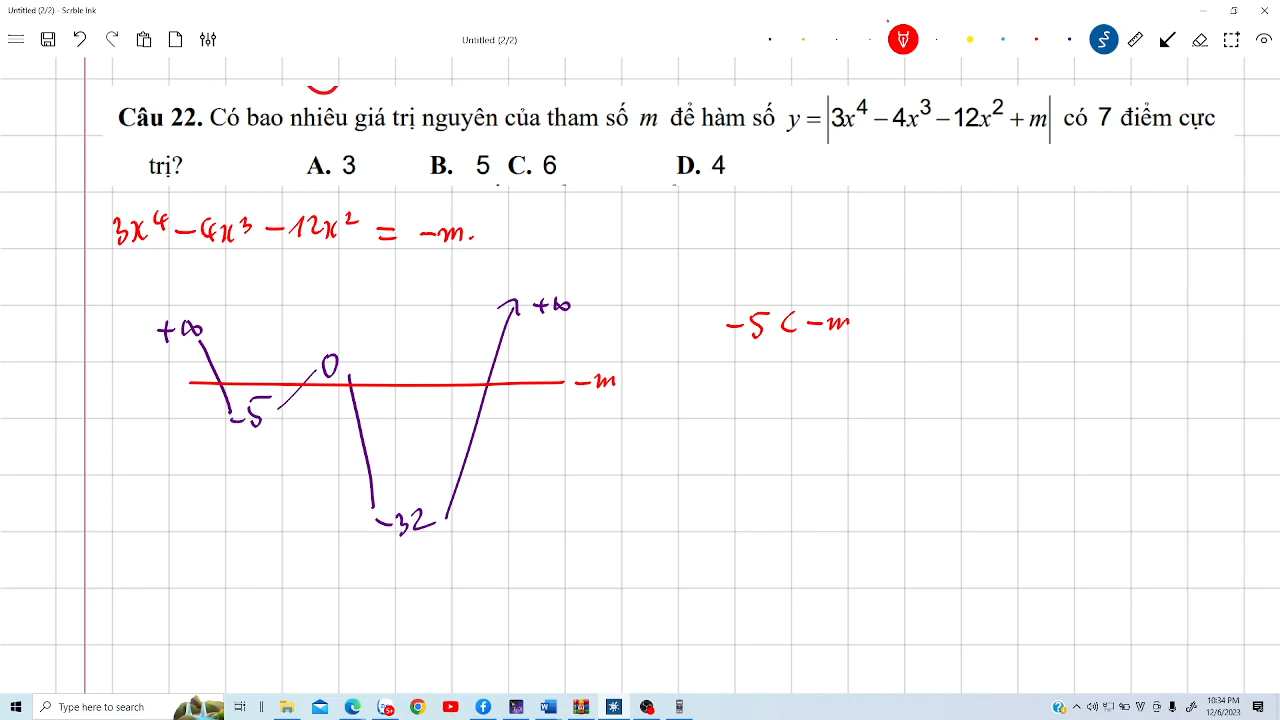 Untitled (2/2) - Scrble Ink
Untitled (2/2)
Câu 22. Có bao nhiêu giá trị nguyên của tham số m để hàm số y = |3x⁴ − 4x³ − 12x² + m| có 7 điểm cực
trị? A. 3 B. 5 C. 6 D. 4
3x⁴ − 4x³ − 12x² = −m.
+∞
+∞
−5 < −m
0
−m
−5
−32
Type here to search
5+
10:34 PM
12/6/2023